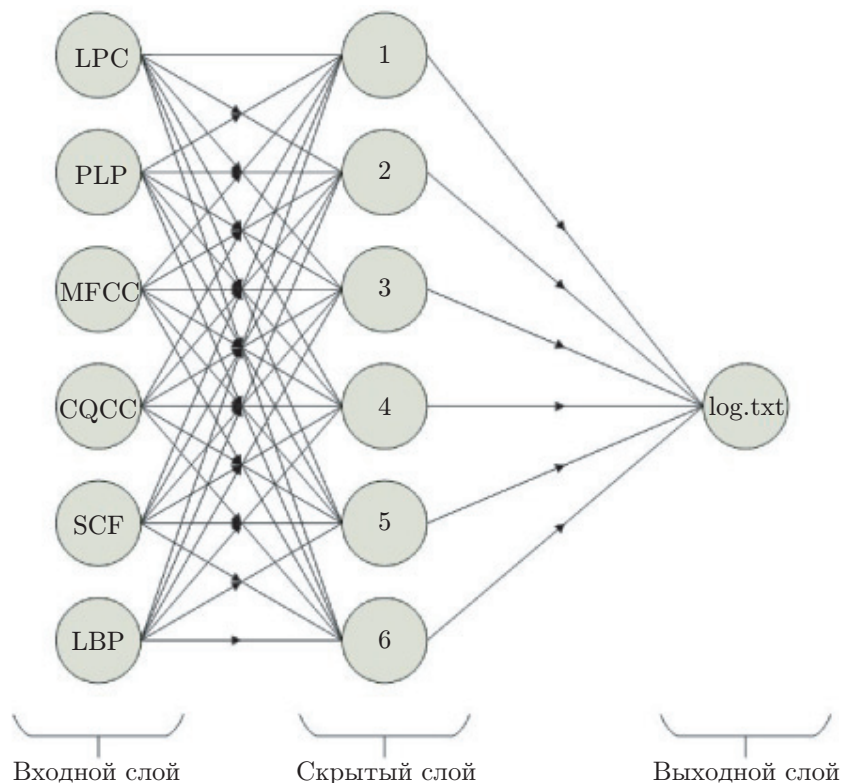 LPC
1
PLP
2
MFCC
3
CQCC
4
log.txt
SCF
5
LBP
6
Входной слой
Скрытый слой
Выходной слой